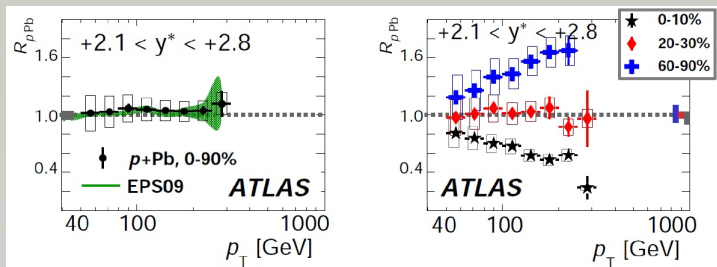 R_pPb
+2.1 < y* < +2.8
1.6
1.0
0.4
p+Pb, 0-90%
EPS09
ATLAS
40
100
1000
p_T [GeV]
R_pPb
+2.1 < y* < +2.8
0-10%
20-30%
60-90%
1.6
1.0
0.4
ATLAS
40
100
1000
p_T [GeV]